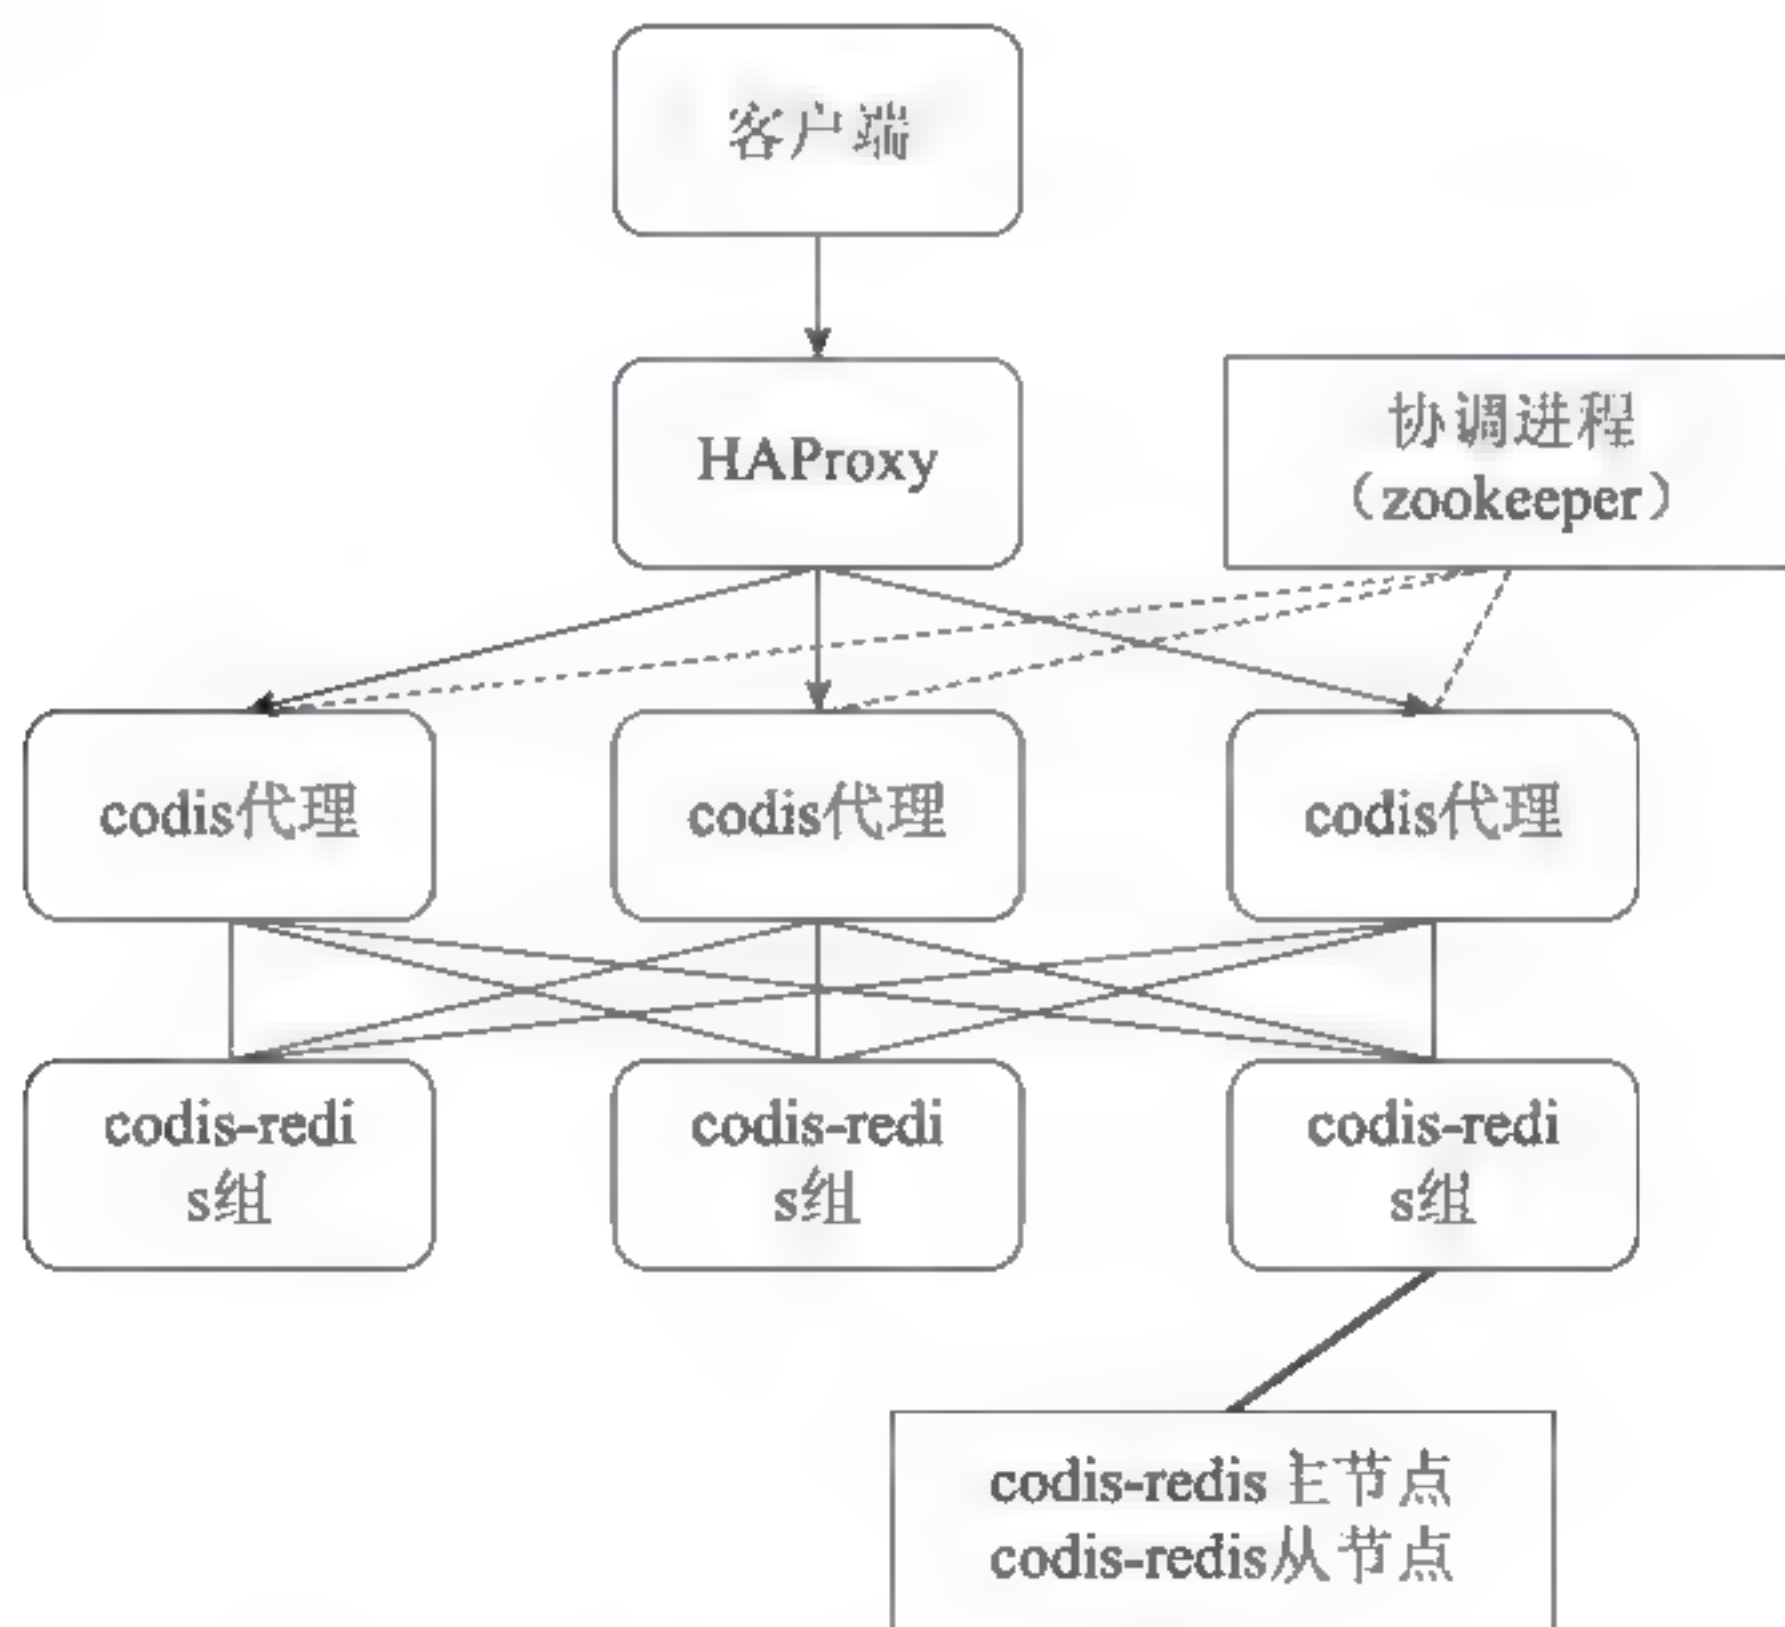 客户端
HAProxy
协调进程
（zookeeper）
codis代理
codis代理
codis代理
codis-redi
s组
codis-redi
s组
codis-redi
s组
codis-redis 主节点
codis-redis从节点